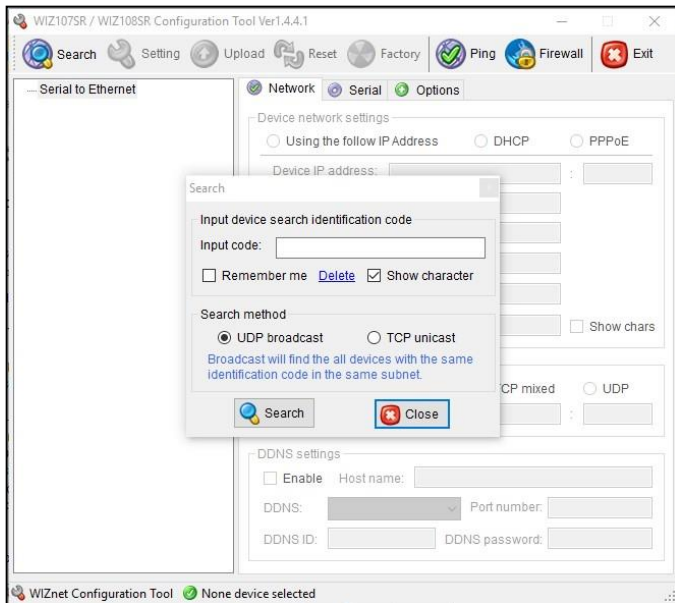 WIZ107SR / WIZ108SR Configuration Tool Ver1.4.4.1
Search Setting Upload Reset Factory Ping Firewall Exit
Serial to Ethernet
Network Serial Options
Device network settings
Using the follow IP Address DHCP PPPoE
Device IP address: :
Search
Input device search identification code
Input code:
Remember me Delete Show character
Search method
UDP broadcast TCP unicast
Broadcast will find the all devices with the same
identification code in the same subnet.
Search Close
Show chars
CP mixed UDP
:
DDNS settings
Enable Host name:
DDNS: Port number:
DDNS ID: DDNS password:
WIZnet Configuration Tool None device selected